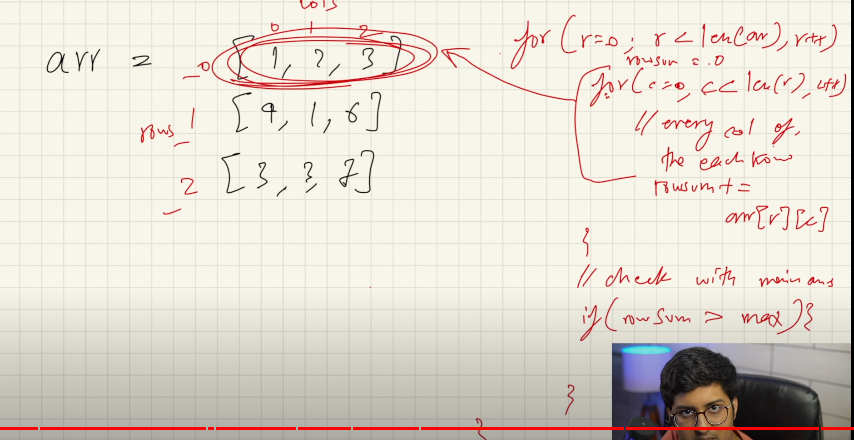 cols
0 1 2
arr = 0 [1, 2, 3]
rows 1 [9, 1, 6]
2 [3, 3, 7]
for (r=0; r < len(arr), r++)
rowsum = 0
for(c=0, c< len(r), c++)
// every col of,
the each row
rowsum + =
arr[r][c]
}
// check with main ans
if(rowSum > max){
}
}